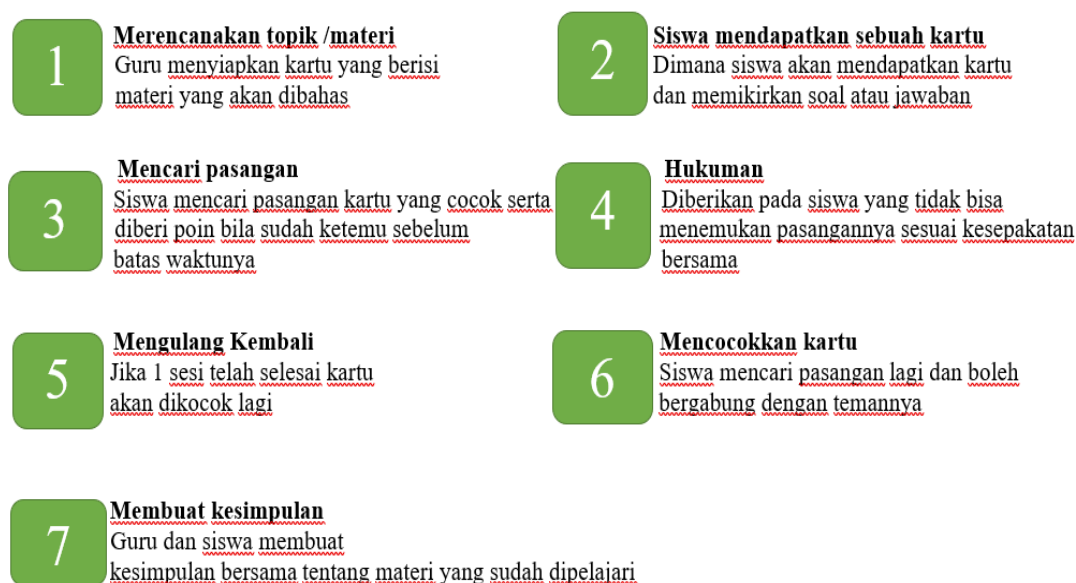 1
Merencanakan topik /materi
Guru menyiapkan kartu yang berisi
materi yang akan dibahas
2
Siswa mendapatkan sebuah kartu
Dimana siswa akan mendapatkan kartu
dan memikirkan soal atau jawaban
3
Mencari pasangan
Siswa mencari pasangan kartu yang cocok serta
diberi poin bila sudah ketemu sebelum
batas waktunya
4
Hukuman
Diberikan pada siswa yang tidak bisa
menemukan pasangannya sesuai kesepakatan
bersama
5
Mengulang Kembali
Jika 1 sesi telah selesai kartu
akan dikocok lagi
6
Mencocokkan kartu
Siswa mencari pasangan lagi dan boleh
bergabung dengan temannya
7
Membuat kesimpulan
Guru dan siswa membuat
kesimpulan bersama tentang materi yang sudah dipelajari